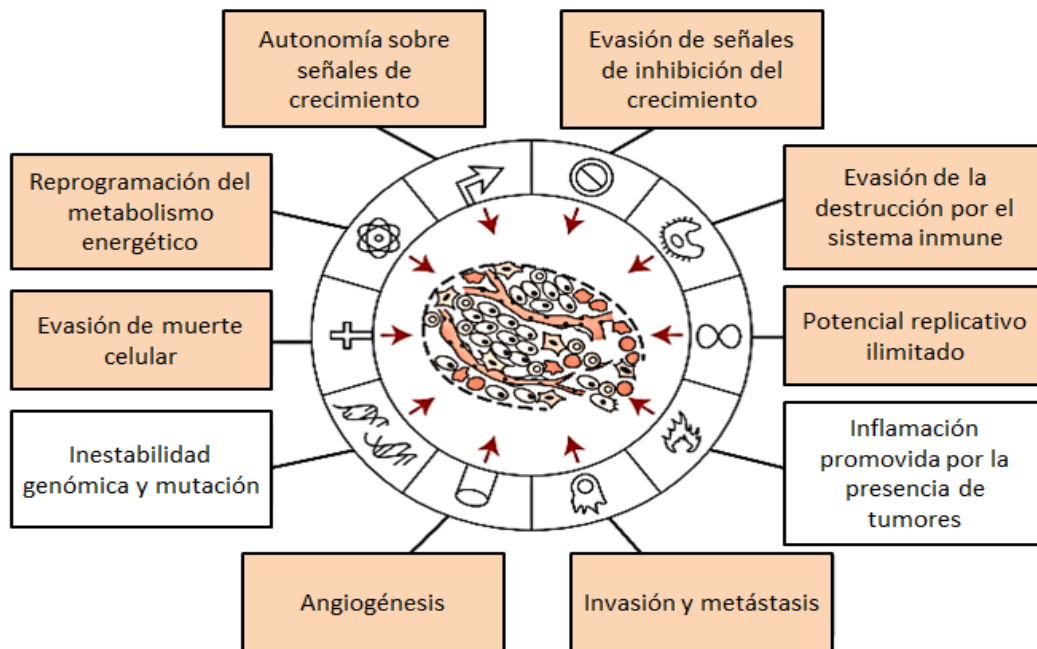 Autonomía sobre
señales de
crecimiento
Evasión de señales
de inhibición del
crecimiento
Reprogramación del
metabolismo
energético
Evasión de la
destrucción por el
sistema inmune
Evasión de muerte
celular
Potencial replicativo
ilimitado
Inestabilidad
genómica y mutación
Inflamación
promovida por la
presencia de
tumores
Angiogénesis
Invasión y metástasis